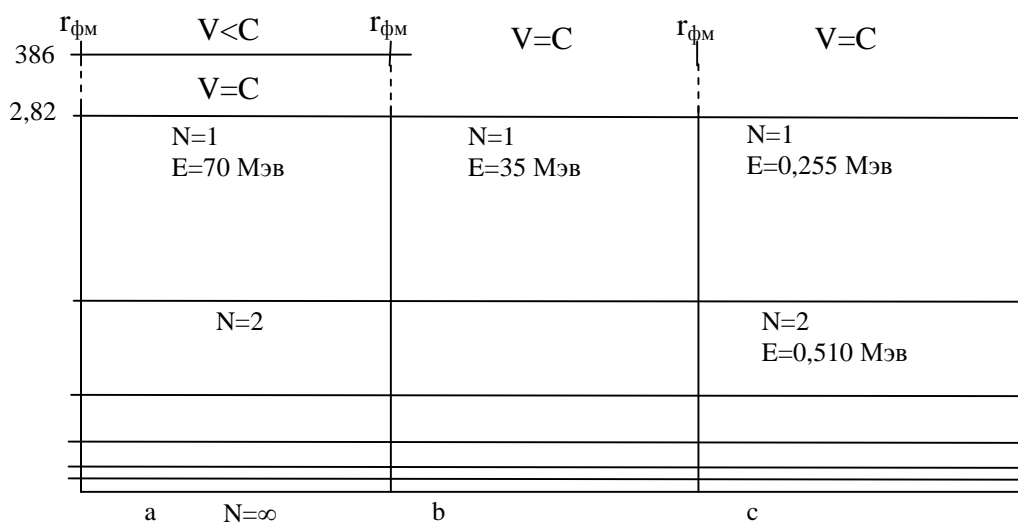 rфм V<C rфм V=C rфм V=C
386
V=C
2,82
N=1 N=1 N=1
E=70 Мэв E=35 Мэв E=0,255 Мэв
N=2 N=2
E=0,510 Мэв
a N=∞ b c